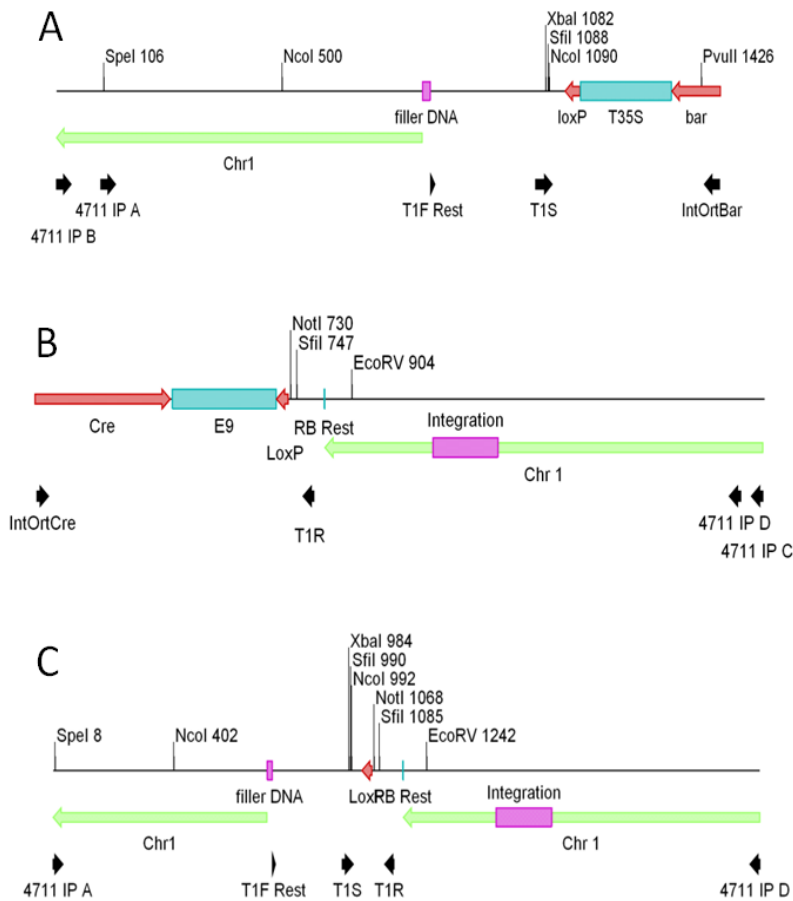 A
XbaI 1082
SfiI 1088
SpeI 106 NcoI 500 NcoI 1090 PvuII 1426
filler DNA loxP T35S bar
Chr1
4711 IP A T1F Rest T1S IntOrtBar
4711 IP B
B
NotI 730
SfiI 747
EcoRV 904
Cre E9 RB Rest Integration
LoxP
Chr 1
IntOrtCre T1R 4711 IP D
4711 IP C
C
XbaI 984
SfiI 990
NcoI 992
NotI 1068
SfiI 1085
SpeI 8 NcoI 402 EcoRV 1242
filler DNA LoxP RB Rest Integration
Chr1 Chr 1
4711 IP A T1F Rest T1S T1R 4711 IP D